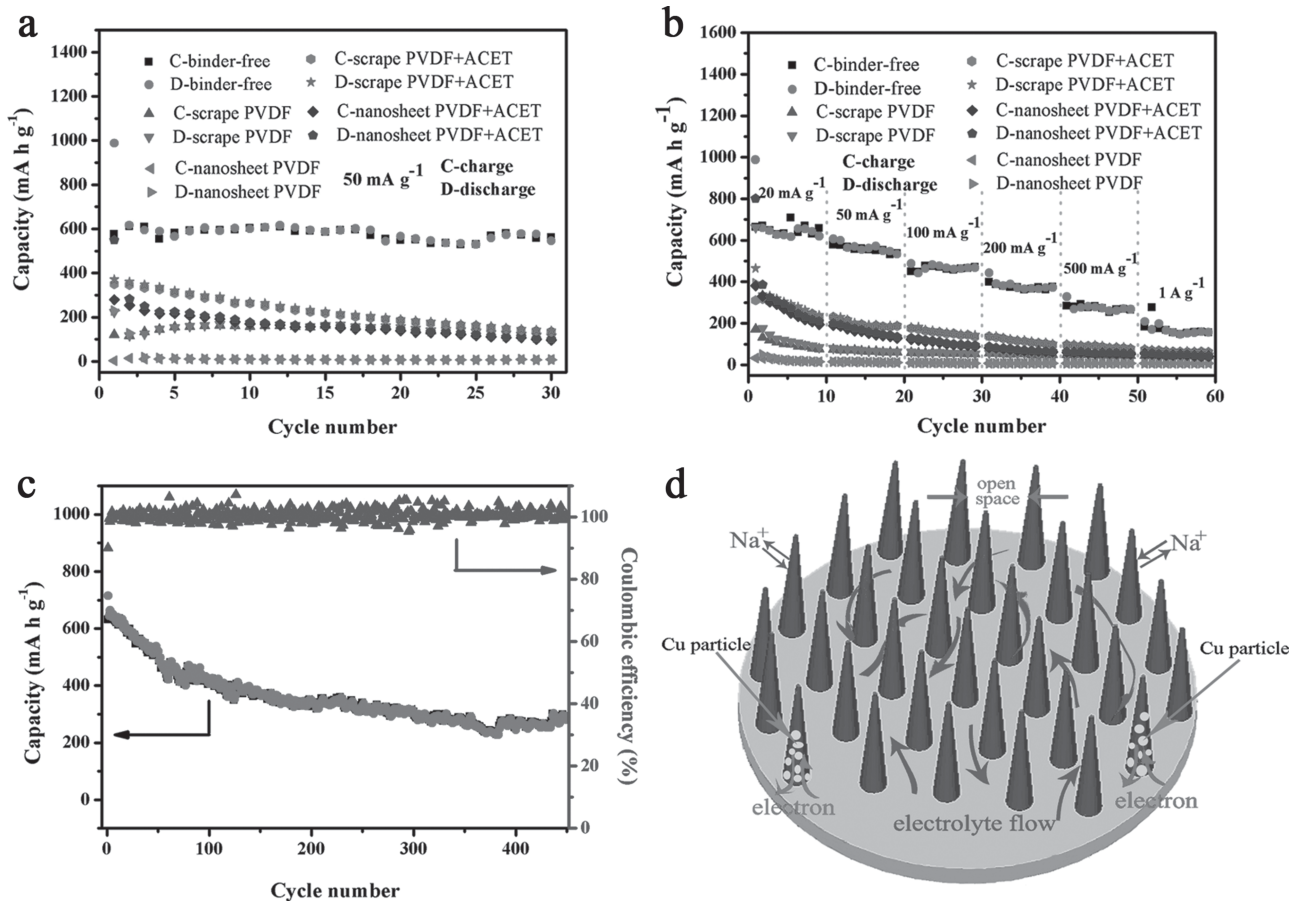 a
1400
1200
1000
800
600
400
200
0
Capacity (mA h g⁻¹)
C-binder-free
D-binder-free
C-scrape PVDF
D-scrape PVDF
C-nanosheet PVDF
D-nanosheet PVDF
C-scrape PVDF+ACET
D-scrape PVDF+ACET
C-nanosheet PVDF+ACET
D-nanosheet PVDF+ACET
50 mA g⁻¹
C-charge
D-discharge
0 5 10 15 20 25 30
Cycle number
b
1600
1400
1200
1000
800
600
400
200
0
Capacity (mA h g⁻¹)
C-binder-free
D-binder-free
C-scrape PVDF
D-scrape PVDF
C-scrape PVDF+ACET
D-scrape PVDF+ACET
C-nanosheet PVDF+ACET
D-nanosheet PVDF+ACET
C-nanosheet PVDF
D-nanosheet PVDF
C-charge
D-discharge
20 mA g⁻¹
50 mA g⁻¹
100 mA g⁻¹
200 mA g⁻¹
500 mA g⁻¹
1 A g⁻¹
0 10 20 30 40 50 60
Cycle number
c
1000
800
600
400
200
0
Capacity (mA h g⁻¹)
100
80
60
40
20
0
Coulombic efficiency (%)
0 100 200 300 400
Cycle number
d
open
space
Na⁺
Na⁺
Cu particle
Cu particle
electron
electron
electrolyte flow